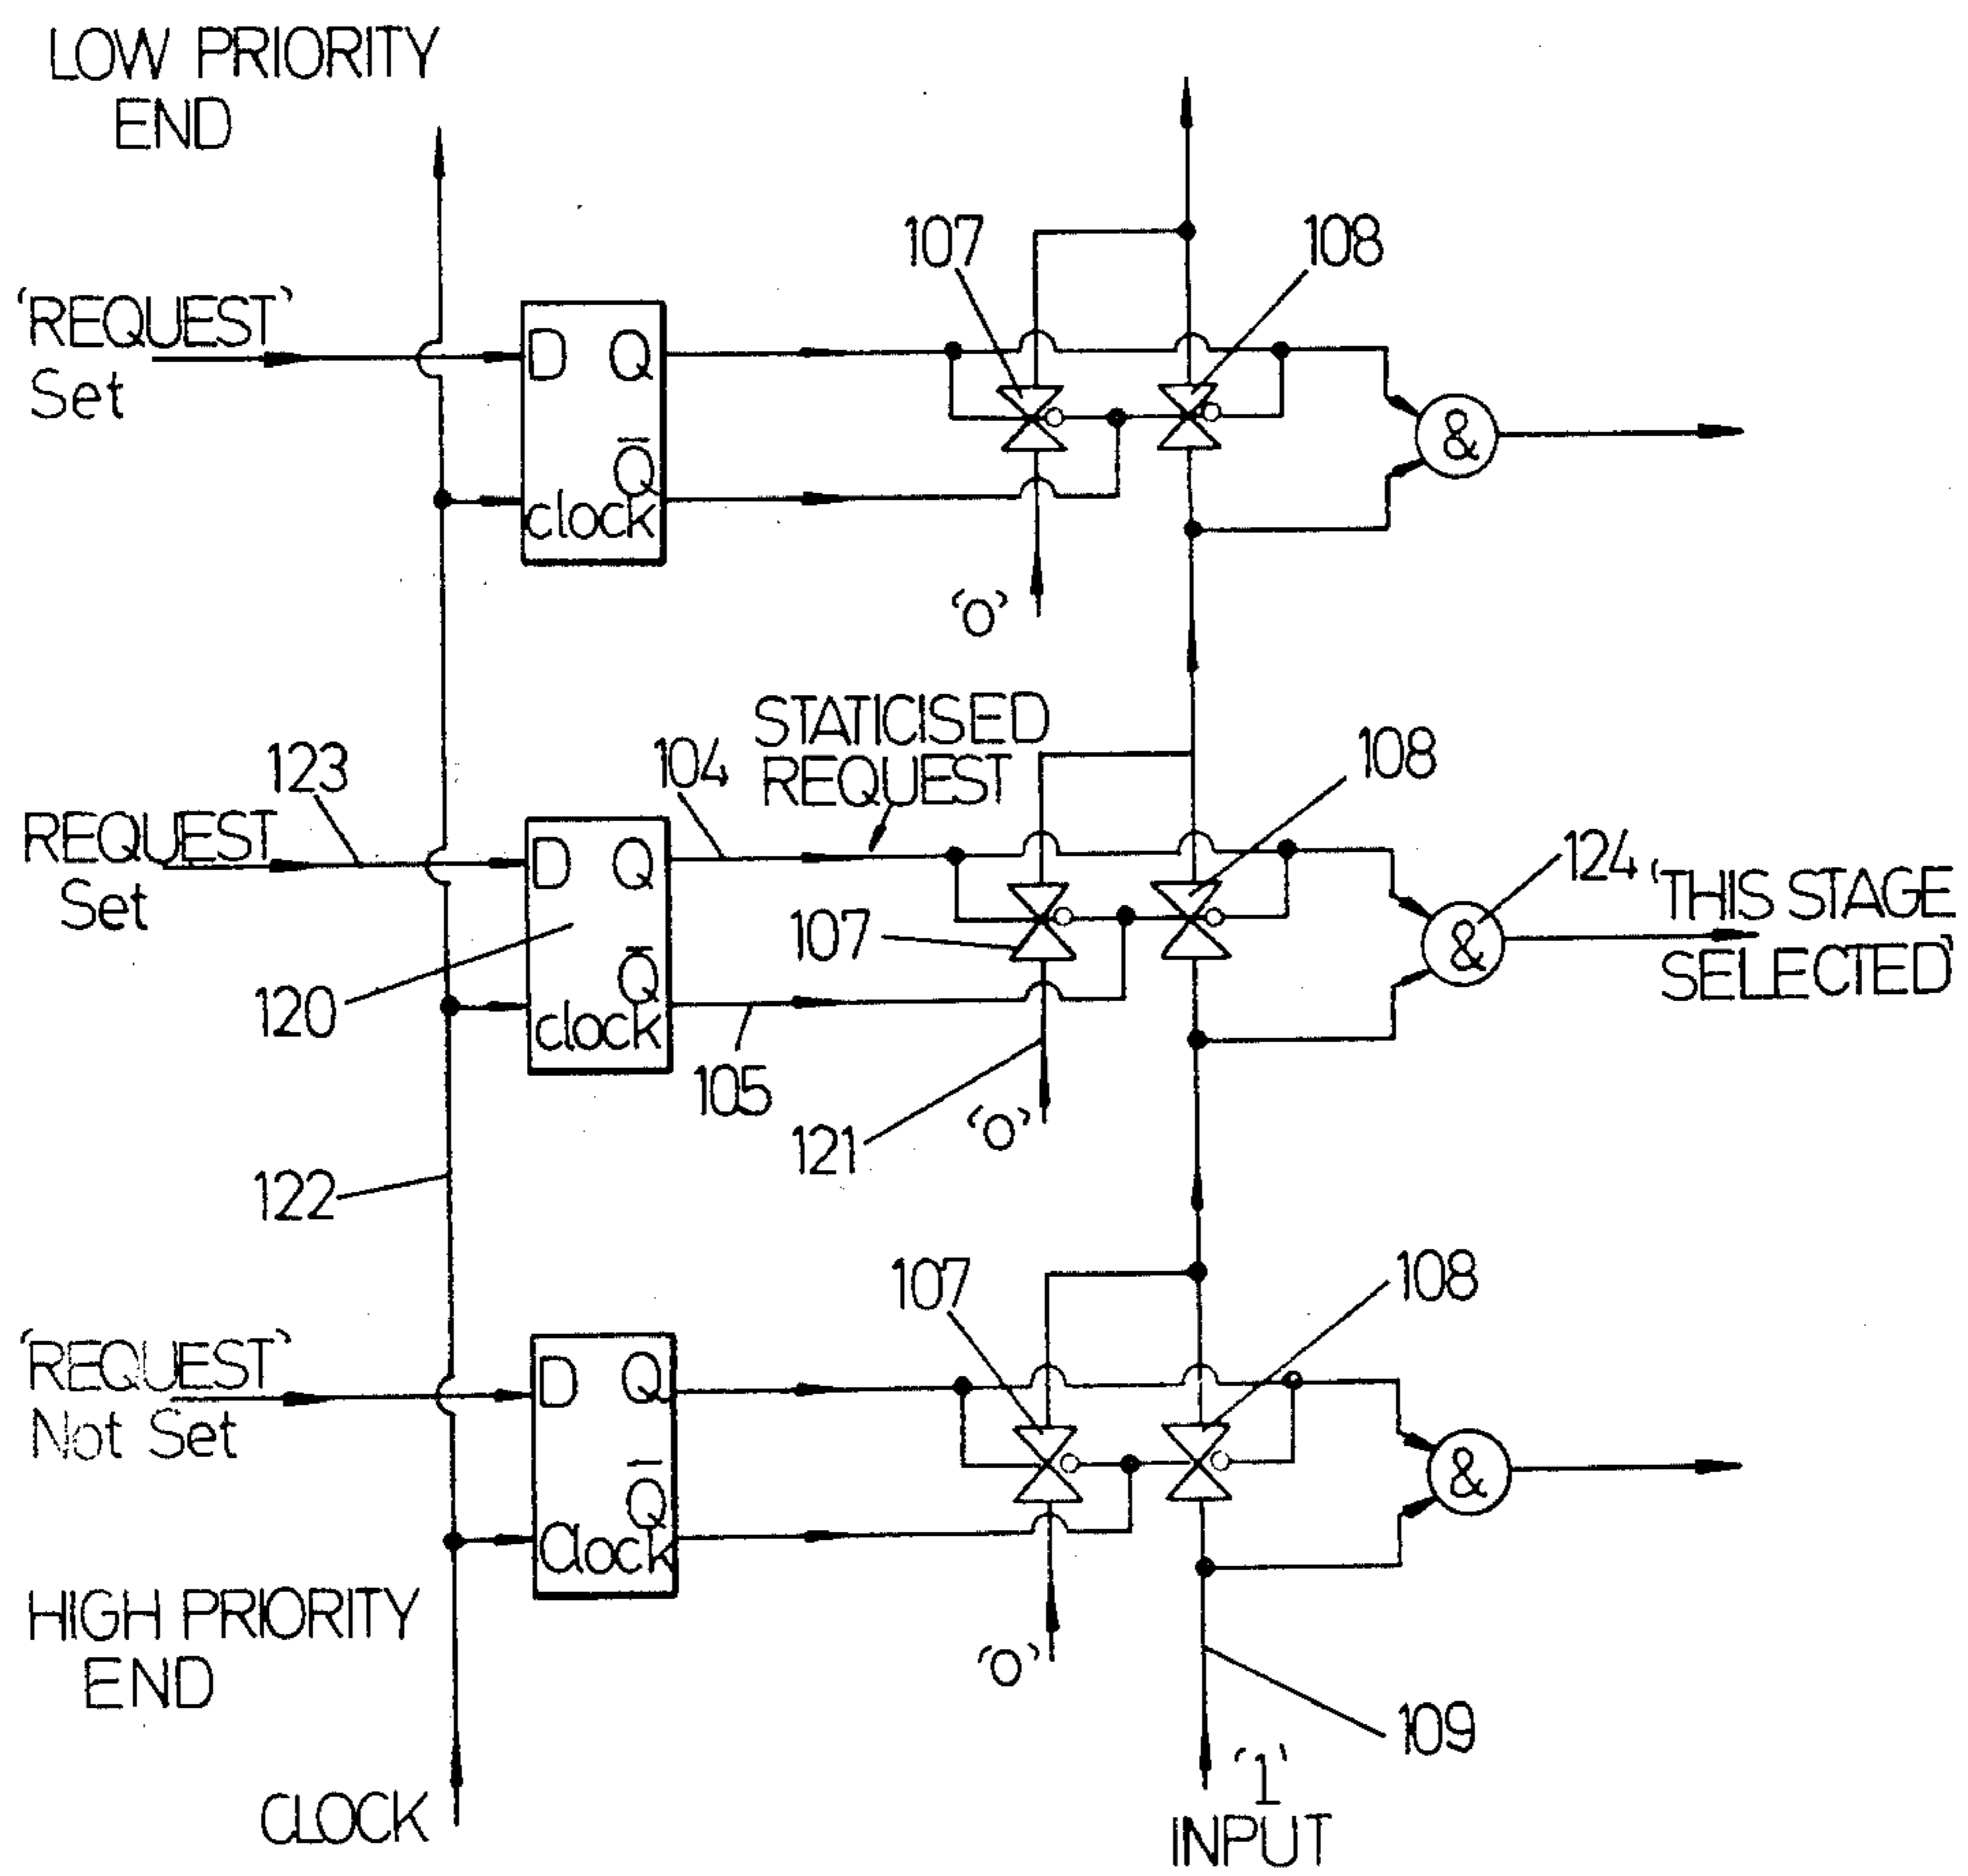 LOW PRIORITY
END
107
108
'REQUEST'
Set
D Q
Q̅
clock
&
'0'
STATICISED
REQUEST
123
104
108
REQUEST
Set
D Q
124
'THIS STAGE
SELECTED'
107
&
120
Q̅
clock
105
121
'0'
122
107
108
'REQUEST'
Not Set
D Q
Q̅
Clock
&
HIGH PRIORITY
END
'0'
109
CLOCK
'1'
INPUT